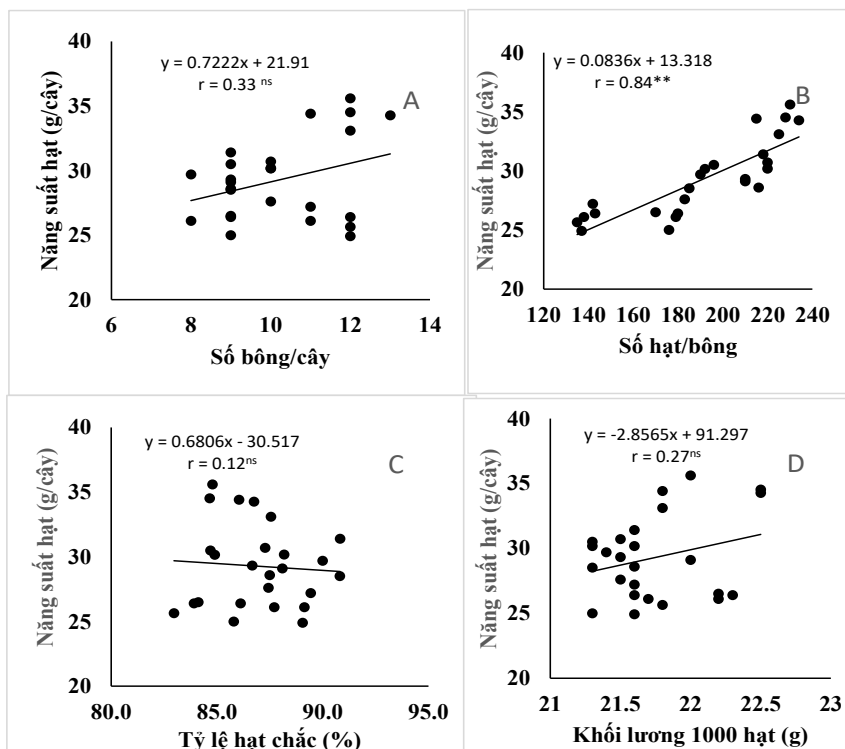 40
35
30
25
20
6 8 10 12 14
Năng suất hạt (g/cây)
Số bông/cây
y = 0.7222x + 21.91
r = 0.33 ns
A
40
35
30
25
20
120 140 160 180 200 220 240
Năng suất hạt (g/cây)
Số hạt/bông
y = 0.0836x + 13.318
r = 0.84**
B
40
35
30
25
20
80.0 85.0 90.0 95.0
Năng suất hạt (g/cây)
Tỷ lệ hạt chắc (%)
y = 0.6806x - 30.517
r = 0.12ns
C
40
35
30
25
20
21 21.5 22 22.5 23
Năng suất hạt (g/cây)
Khối lương 1000 hạt (g)
y = -2.8565x + 91.297
r = 0.27ns
D